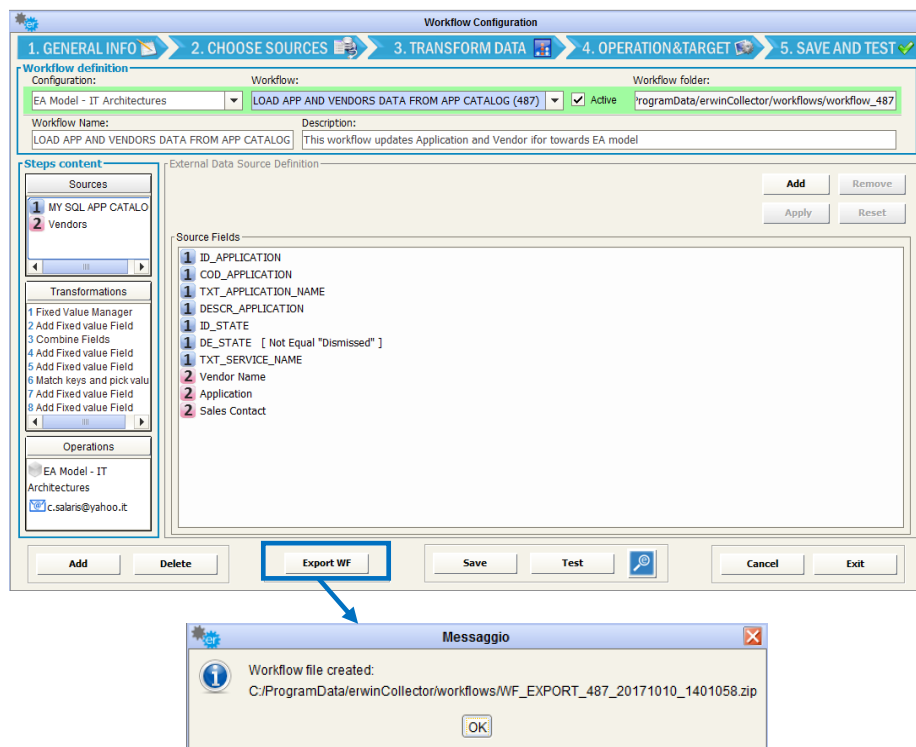 Workflow Configuration
1. GENERAL INFO 2. CHOOSE SOURCES 3. TRANSFORM DATA 4. OPERATION&TARGET 5. SAVE AND TEST
Workflow definition
Configuration: Workflow: Workflow folder:
EA Model - IT Architectures LOAD APP AND VENDORS DATA FROM APP CATALOG (487) Active ProgramData/erwinCollector/workflows/workflow_487
Workflow Name: Description:
LOAD APP AND VENDORS DATA FROM APP CATALOG This workflow updates Application and Vendor ifor towards EA model
Steps content
Sources
1 MY SQL APP CATALO
2 Vendors
Transformations
1 Fixed Value Manager
2 Add Fixed value Field
3 Combine Fields
4 Add Fixed value Field
5 Add Fixed value Field
6 Match keys and pick valu
7 Add Fixed value Field
8 Add Fixed value Field
Operations
EA Model - IT
Architectures
c.salaris@yahoo.it
External Data Source Definition
Add Remove
Apply Reset
Source Fields
1 ID_APPLICATION
1 COD_APPLICATION
1 TXT_APPLICATION_NAME
1 DESCR_APPLICATION
1 ID_STATE
1 DE_STATE [ Not Equal "Dismissed" ]
1 TXT_SERVICE_NAME
2 Vendor Name
2 Application
2 Sales Contact
Add Delete Export WF Save Test Cancel Exit
er Messaggio
Workflow file created:
C:/ProgramData/erwinCollector/workflows/WF_EXPORT_487_20171010_1401058.zip
OK